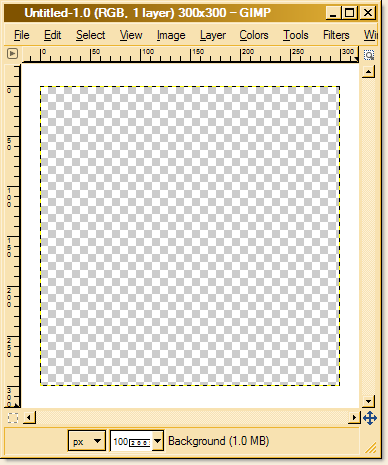 Untitled-1.0 (RGB, 1 layer) 300x300 – GIMP
File Edit Select View Image Layer Colors Tools Filters
0 50 100 150 200 250 300
0
50
100
150
200
250
300
px 100 Background (1.0 MB)